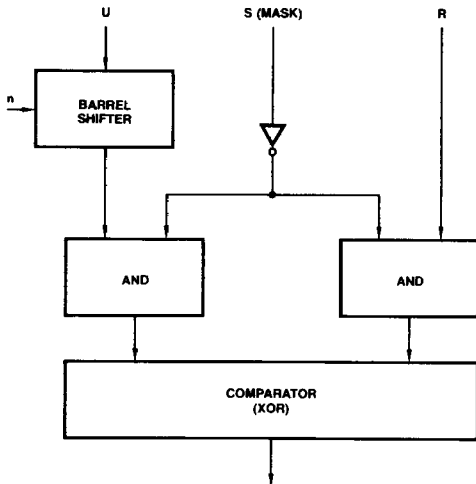 U
S (MASK)
R
n
BARREL
SHIFTER
AND
AND
COMPARATOR
(XOR)